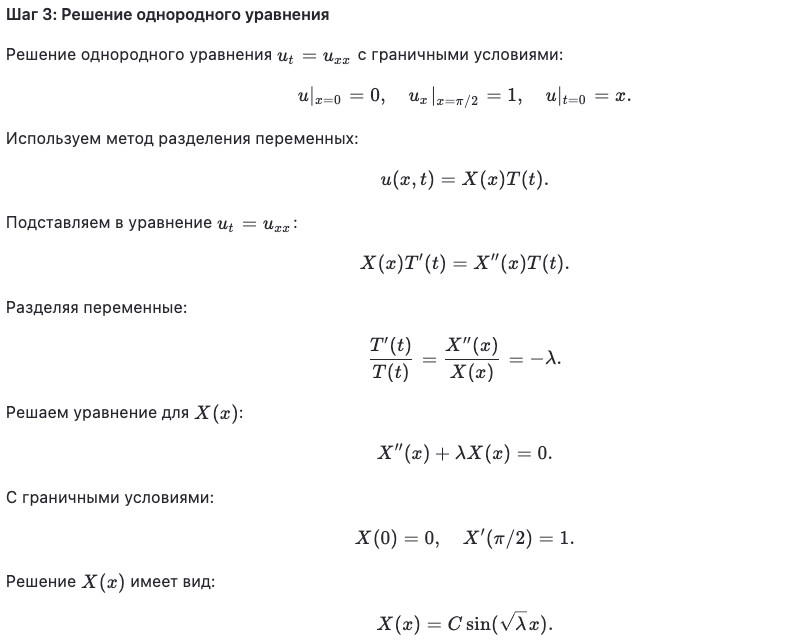 Шаг 3: Решение однородного уравнения
Решение однородного уравнения u_t = u_{xx} с граничными условиями:
u|_{x=0} = 0, u_x|_{x=π/2} = 1, u|_{t=0} = x.
Используем метод разделения переменных:
u(x, t) = X(x)T(t).
Подставляем в уравнение u_t = u_{xx}:
X(x)T′(t) = X″(x)T(t).
Разделяя переменные:
T′(t)/T(t) = X″(x)/X(x) = −λ.
Решаем уравнение для X(x):
X″(x) + λX(x) = 0.
С граничными условиями:
X(0) = 0, X′(π/2) = 1.
Решение X(x) имеет вид:
X(x) = C sin(√λx).